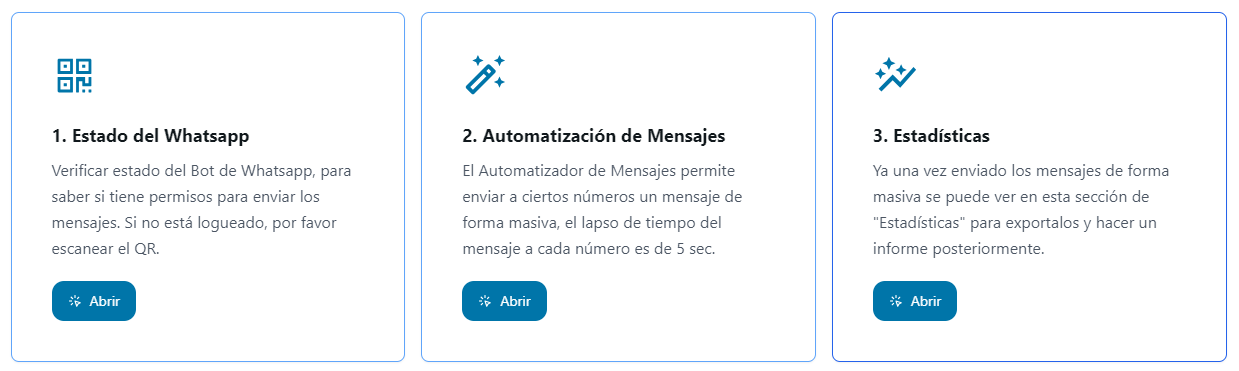 1. Estado del Whatsapp
Verificar estado del Bot de Whatsapp, para
saber si tiene permisos para enviar los
mensajes. Si no está logueado, por favor
escanear el QR.
Abrir
2. Automatización de Mensajes
El Automatizador de Mensajes permite
enviar a ciertos números un mensaje de
forma masiva, el lapso de tiempo del
mensaje a cada número es de 5 sec.
Abrir
3. Estadísticas
Ya una vez enviado los mensajes de forma
masiva se puede ver en esta sección de
"Estadísticas" para exportalos y hacer un
informe posteriormente.
Abrir